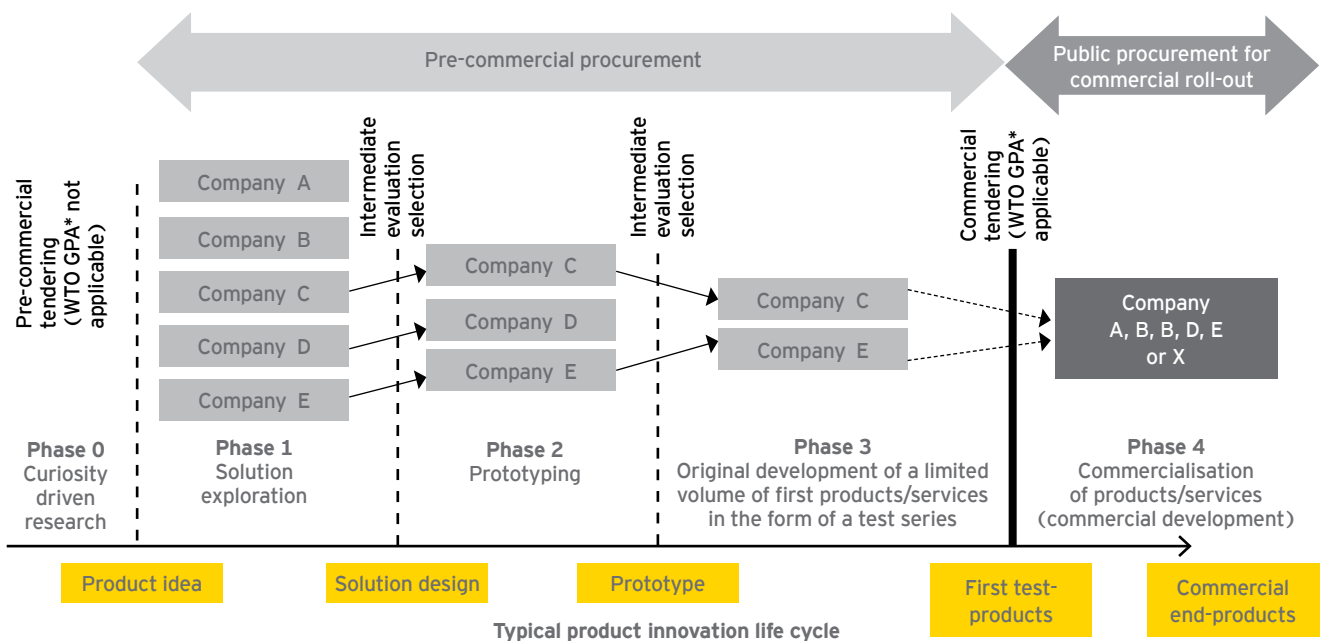 Pre-commercial procurement
Public procurement for
commercial roll-out
Pre-commercial
tendering
(WTO GPA* not
applicable)
Intermediate
evaluation
selection
Intermediate
evaluation
selection
Commercial
tendering
(WTO GPA*
applicable)
Company A
Company B
Company C
Company D
Company E
Company C
Company D
Company E
Company C
Company E
Company
A, B, B, D, E
or X
Phase 0
Curiosity
driven
research
Phase 1
Solution
exploration
Phase 2
Prototyping
Phase 3
Original development of a limited
volume of first products/services
in the form of a test series
Phase 4
Commercialisation
of products/services
(commercial development)
Product idea
Solution design
Prototype
First test-
products
Commercial
end-products
Typical product innovation life cycle